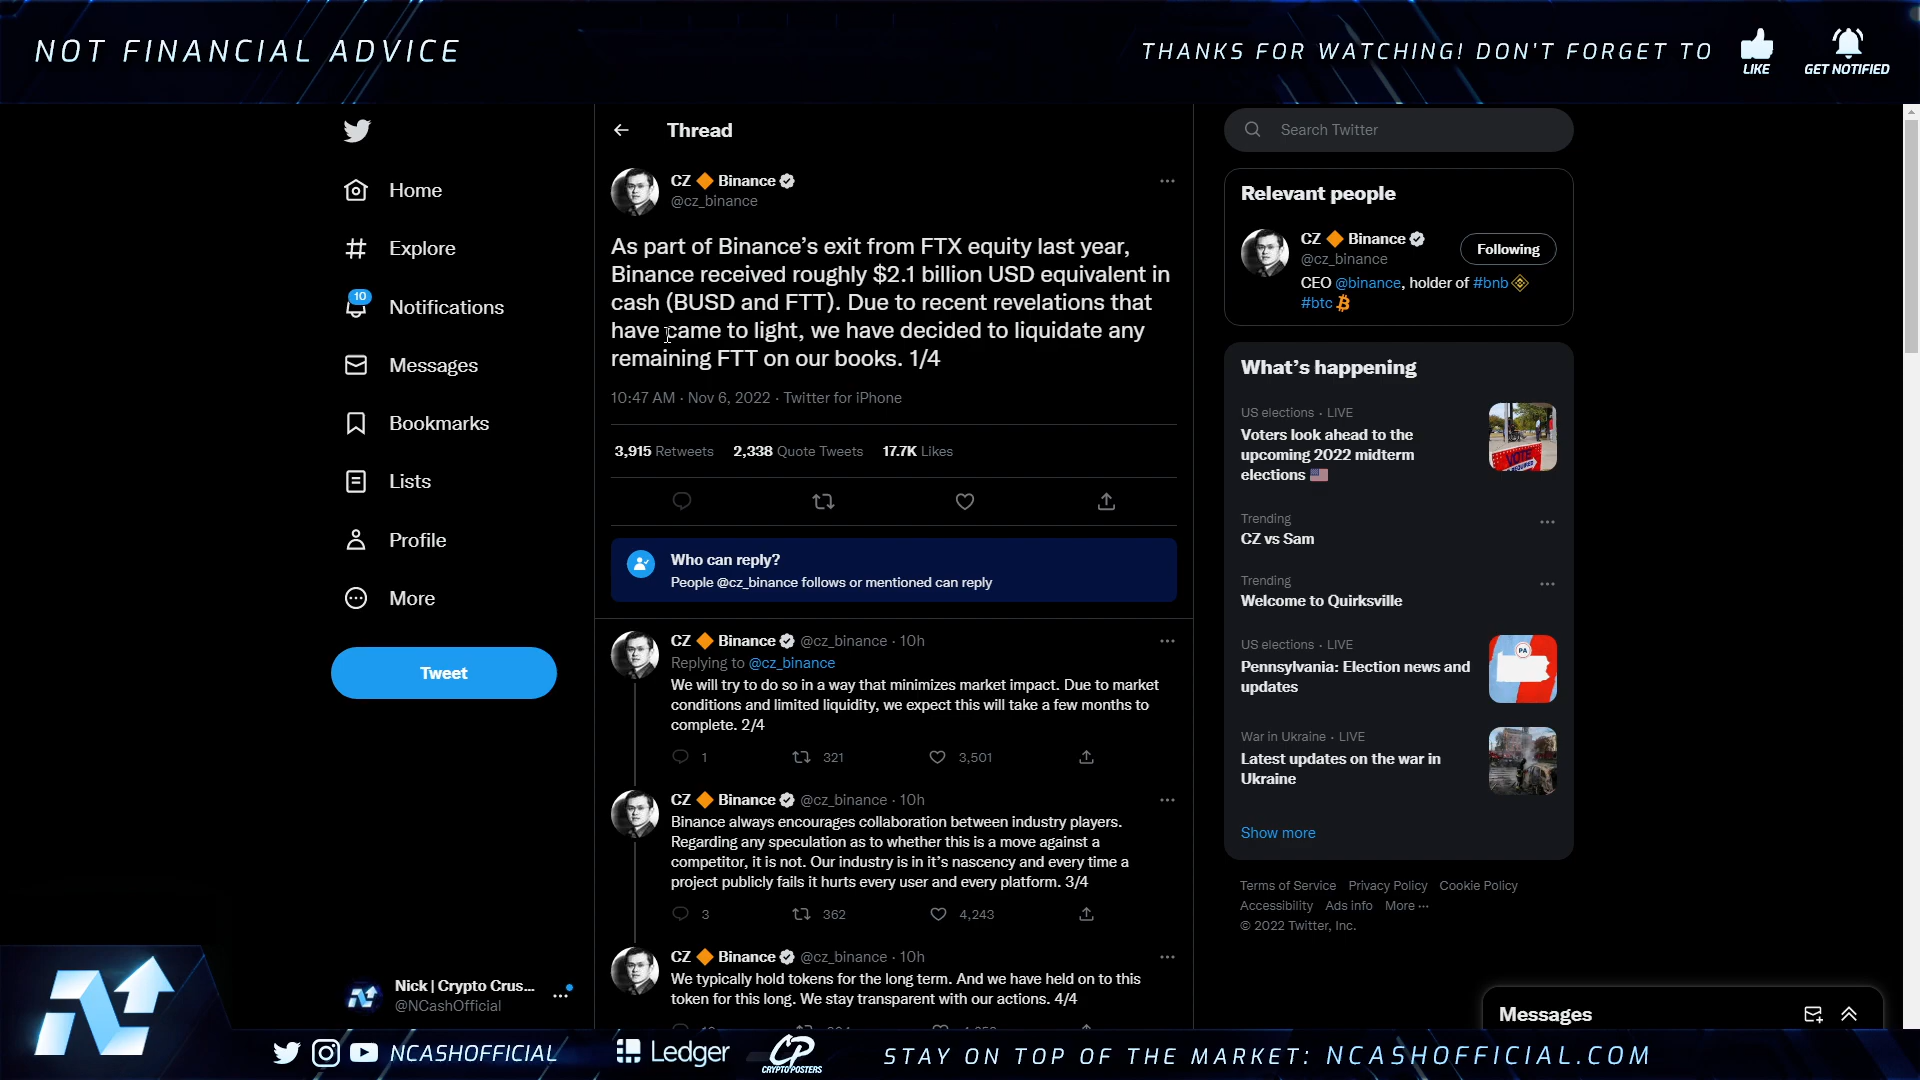 NOT FINANCIAL ADVICE
THANKS FOR WATCHING! DON'T FORGET TO
LIKE
GET NOTIFIED
Home
Explore
10
Notifications
Messages
Bookmarks
Lists
Profile
More
Tweet
Nick | Crypto Crus...
@NCashOfficial
Thread
CZ 🔶 Binance
@cz_binance
As part of Binance’s exit from FTX equity last year,
Binance received roughly $2.1 billion USD equivalent in
cash (BUSD and FTT). Due to recent revelations that
have came to light, we have decided to liquidate any
remaining FTT on our books. 1/4
10:47 AM · Nov 6, 2022 · Twitter for iPhone
3,915 Retweets 2,338 Quote Tweets 17.7K Likes
Who can reply?
People @cz_binance follows or mentioned can reply
CZ 🔶 Binance @cz_binance · 10h
Replying to @cz_binance
We will try to do so in a way that minimizes market impact. Due to market
conditions and limited liquidity, we expect this will take a few months to
complete. 2/4
1 321 3,501
CZ 🔶 Binance @cz_binance · 10h
Binance always encourages collaboration between industry players.
Regarding any speculation as to whether this is a move against a
competitor, it is not. Our industry is in it’s nascency and every time a
project publicly fails it hurts every user and every platform. 3/4
3 362 4,243
CZ 🔶 Binance @cz_binance · 10h
We typically hold tokens for the long term. And we have held on to this
token for this long. We stay transparent with our actions. 4/4
Search Twitter
Relevant people
CZ 🔶 Binance
@cz_binance
Following
CEO @binance, holder of #bnb
#btc
What’s happening
US elections · LIVE
Voters look ahead to the
upcoming 2022 midterm
elections 🇺🇸
VOTE
Trending
CZ vs Sam
Trending
Welcome to Quirksville
US elections · LIVE
Pennsylvania: Election news and
updates
PA
War in Ukraine · LIVE
Latest updates on the war in
Ukraine
Show more
Terms of Service Privacy Policy Cookie Policy
Accessibility Ads info More ···
© 2022 Twitter, Inc.
Messages
NCASHOFFICIAL
Ledger
CP
CRYPTOPOSTERS
STAY ON TOP OF THE MARKET: NCASHOFFICIAL.COM